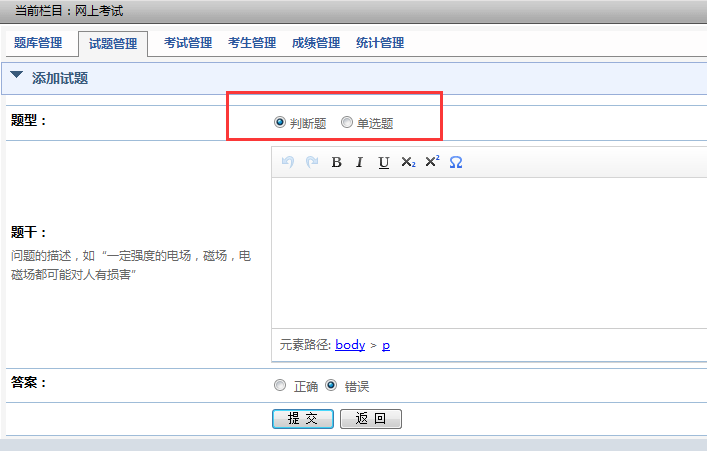 当前栏目：网上考试
题库管理 试题管理 考试管理 考生管理 成绩管理 统计管理
添加试题
题型： 判断题 单选题
B I U X₂ X² Ω
题干：
问题的描述，如“一定强度的电场，磁场，电
磁场都可能对人有损害”
元素路径: body > p
答案： 正确 错误
提 交 返 回